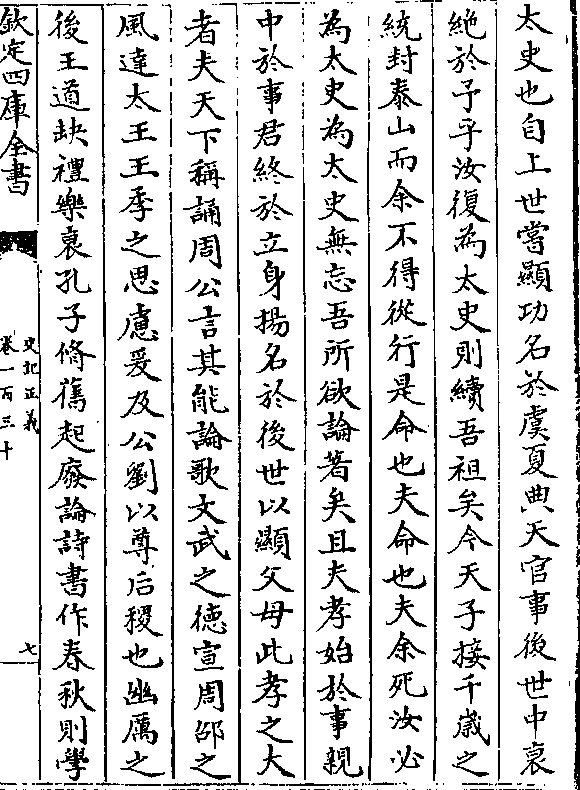 太史也自上世嘗顯功名於虞夏典天官事後世中衰
絶於予乎汝復為太史則續吾祖矣今天子接千歲之
統封泰山而余不得從行是命也夫命也夫余死汝必
為太史為太史無忘吾所欲論著矣且夫孝始於事親
中於事君終於立身揚名於後世以顯父母此孝之大
者夫天下稱誦周公言其能論歌文武之德宣周邵之
風達太王王季之思慮爰及公劉以尊后稷也幽厲之
後王道缺禮樂衰孔子脩舊起廢論詩書作春秋則學
欽定四庫全書
史記正義
卷一百三十
七